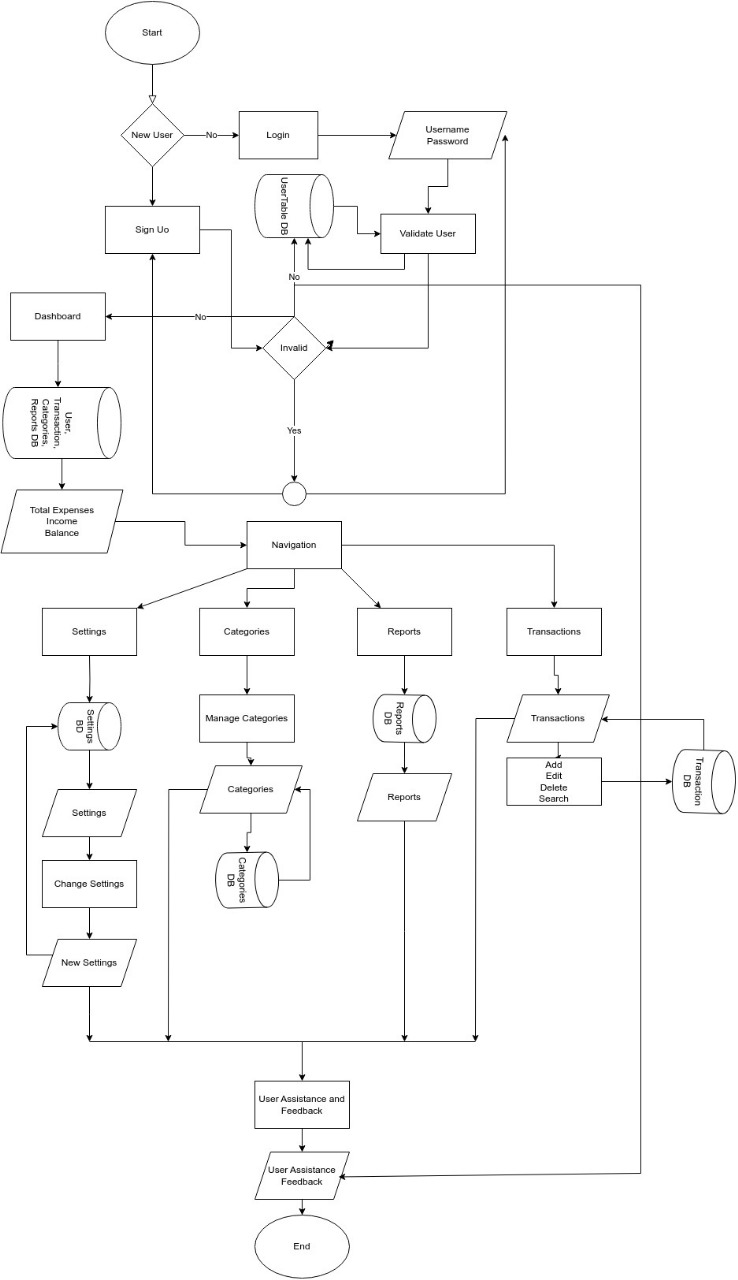 Start
New User
No
Login
Username
Password
UserTable DB
Sign Uo
Validate User
No
Dashboard
No
Invalid
User,
Transaction,
Categories,
Reports DB
Yes
Total Expenses
Income
Balance
Navigation
Settings
Categories
Reports
Transactions
Settings
BD
Manage Categories
Reports
DB
Transactions
Add
Edit
Delete
Search
Transaction
DB
Settings
Categories
Reports
Change Settings
Categories
DB
New Settings
User Assistance and
Feedback
User Assistance
Feedback
End